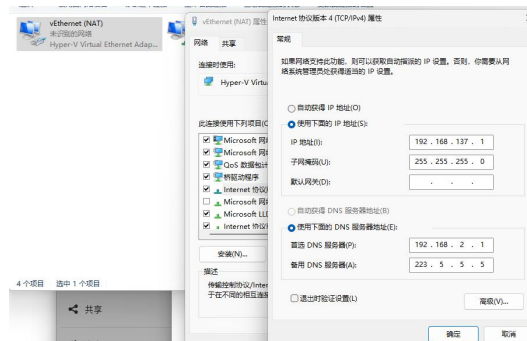 vEthernet (NAT)
未识别的网络
Hyper-V Virtual Ethernet Adap...
4 个项目
选中 1 个项目
共享
vEthernet (NAT) 属性
网络
共享
连接时使用:
Hyper-V Virtu
此连接使用下列项目(O
Microsoft 网
Microsoft 网
QoS 数据包计
桥驱动程序
Internet 协议
Microsoft 网
Microsoft LLD
Internet 协议
安装(N)...
描述
传输控制协议/Inter
于在不同的相互连接
Internet 协议版本 4 (TCP/IPv4) 属性
常规
如果网络支持此功能，则可以获取自动指派的 IP 设置。否则，你需要从网
络系统管理员处获得适当的 IP 设置。
自动获得 IP 地址(O)
使用下面的 IP 地址(S):
IP 地址(I):
192 . 168 . 137 . 1
子网掩码(U):
255 . 255 . 255 . 0
默认网关(D):
. . .
自动获得 DNS 服务器地址(B)
使用下面的 DNS 服务器地址(E):
首选 DNS 服务器(P):
192 . 168 . 2 . 1
备用 DNS 服务器(A):
223 . 5 . 5 . 5
退出时验证设置(L)
高级(V)...
确定
取消